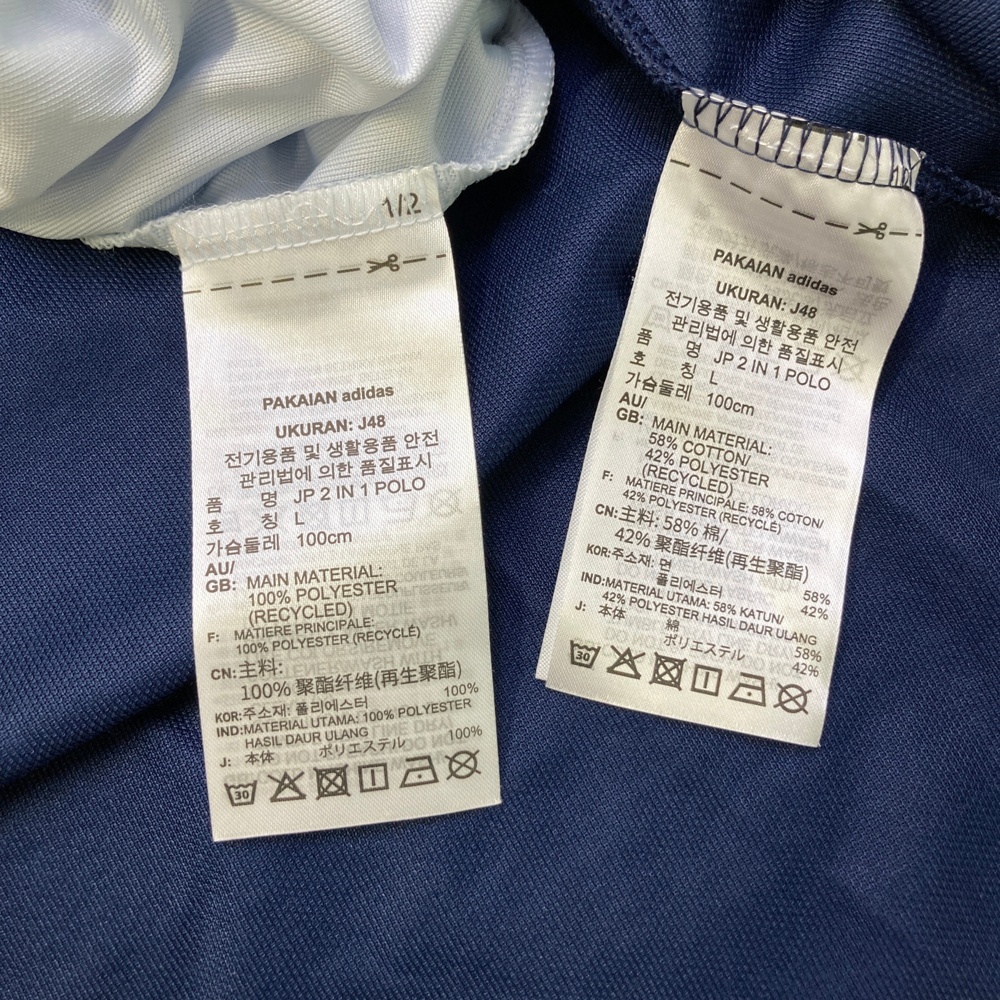 1/2
PAKAIAN adidas
UKURAN: J48
전기용품 및 생활용품 안전
관리법에 의한 품질표시
품 명 JP 2 IN 1 POLO
호 칭 L
가슴둘레 100cm
AU/
GB: MAIN MATERIAL:
100% POLYESTER
(RECYCLED)
F: MATIERE PRINCIPALE:
100% POLYESTER (RECYCLÉ)
CN: 主料:
100% 聚酯纤维(再生聚酯)
KOR: 주소재: 폴리에스터 100%
IND: MATERIAL UTAMA: 100% POLYESTER
HASIL DAUR ULANG
J: 本体 ポリエステル 100%
30
PAKAIAN adidas
UKURAN: J48
전기용품 및 생활용품 안전
관리법에 의한 품질표시
품 명 JP 2 IN 1 POLO
호 칭 L
가슴둘레 100cm
AU/
GB: MAIN MATERIAL:
58% COTTON/
42% POLYESTER
(RECYCLED)
F: MATIERE PRINCIPALE: 58% COTON/
42% POLYESTER (RECYCLÉ)
CN: 主料: 58% 棉/
42% 聚酯纤维(再生聚酯)
KOR: 주소재: 면 58%
폴리에스터 42%
IND: MATERIAL UTAMA: 58% KATUN/
42% POLYESTER HASIL DAUR ULANG
J: 本体 綿 58%
ポリエステル 42%
30